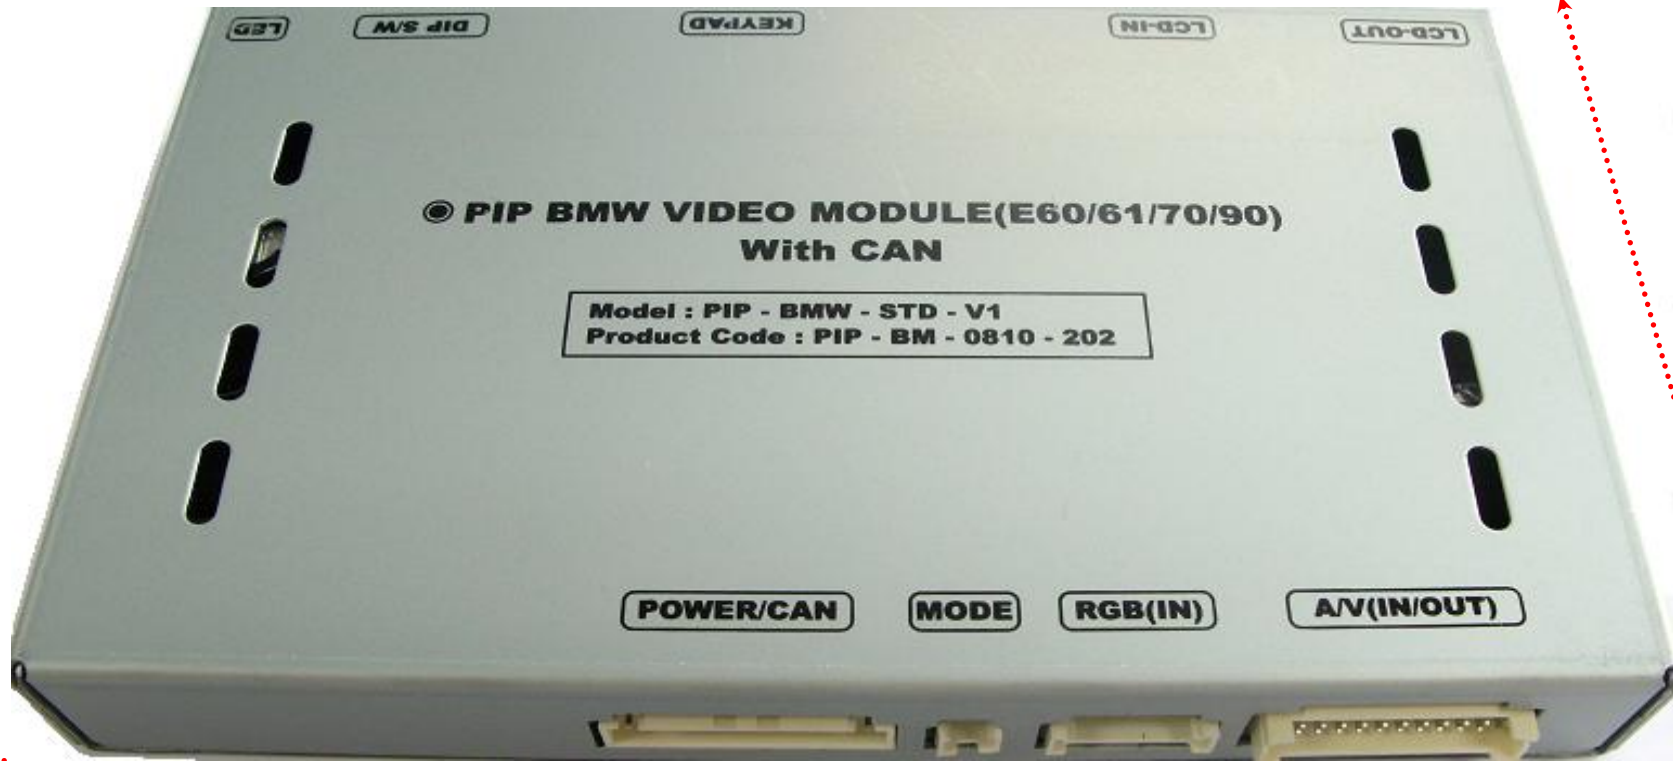 LED
DIP S/W
KEYPAD
LCD-IN
LCD-OUT
PIP BMW VIDEO MODULE(E60/61/70/90)
With CAN
Model : PIP - BMW - STD - V1
Product Code : PIP - BM - 0810 - 202
POWER/CAN
MODE
RGB(IN)
A/V(IN/OUT)